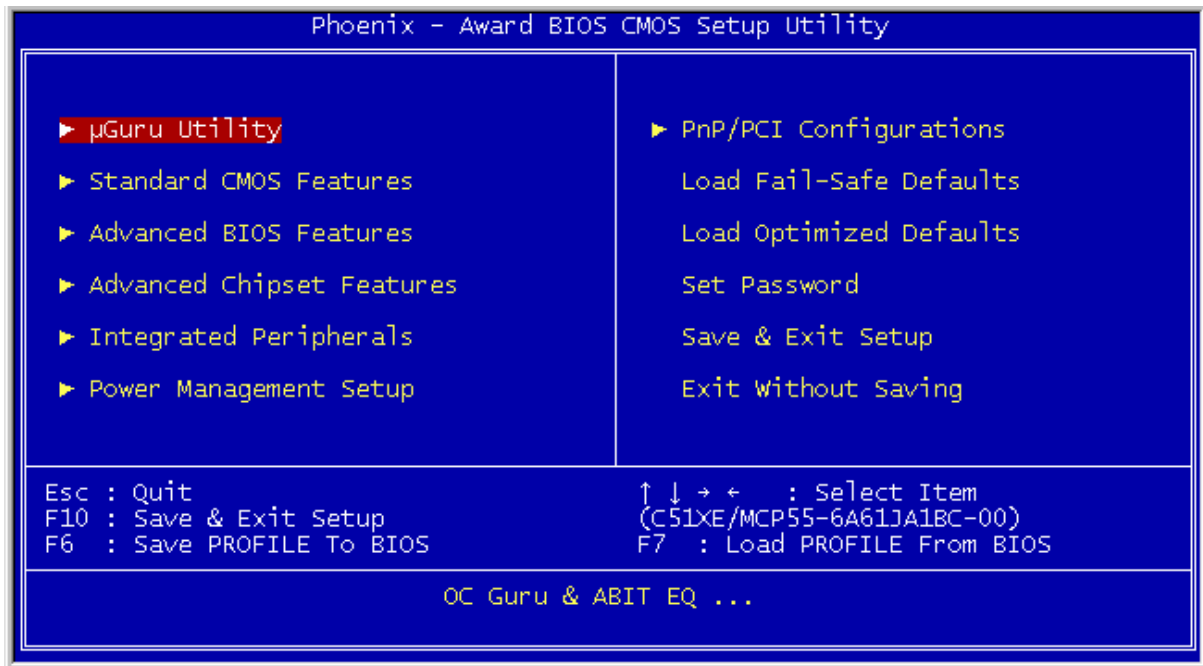 Phoenix - Award BIOS CMOS Setup Utility
► µGuru Utility
► Standard CMOS Features
► Advanced BIOS Features
► Advanced Chipset Features
► Integrated Peripherals
► Power Management Setup
► PnP/PCI Configurations
Load Fail-Safe Defaults
Load Optimized Defaults
Set Password
Save & Exit Setup
Exit Without Saving
Esc : Quit
F10 : Save & Exit Setup
F6 : Save PROFILE To BIOS
↑ ↓ → ← : Select Item
(C51XE/MCP55-6A61JA1BC-00)
F7 : Load PROFILE From BIOS
OC Guru & ABIT EQ ...